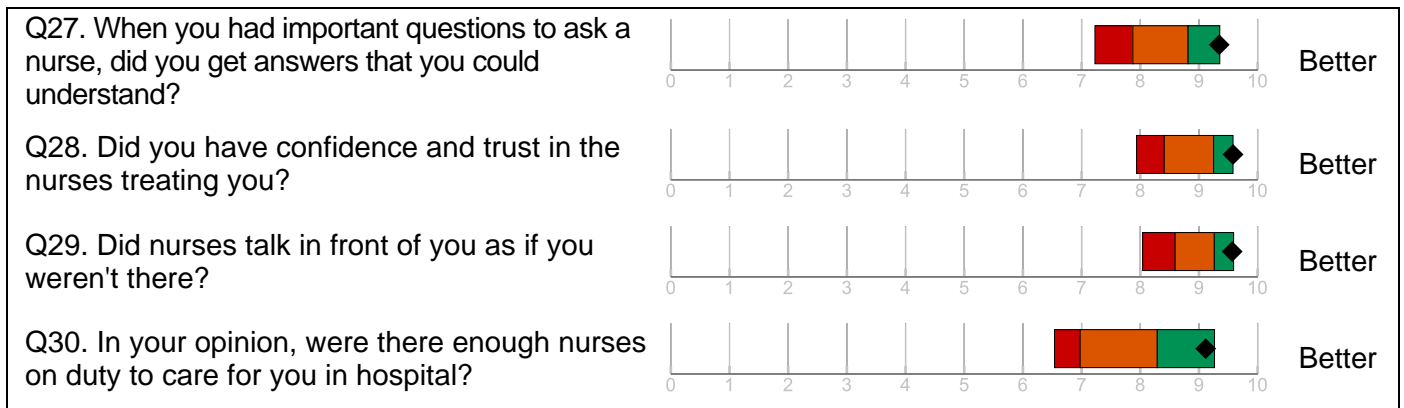 Q27. When you had important questions to ask a
nurse, did you get answers that you could
understand?
0 1 2 3 4 5 6 7 8 9 10
Better
Q28. Did you have confidence and trust in the
nurses treating you?
0 1 2 3 4 5 6 7 8 9 10
Better
Q29. Did nurses talk in front of you as if you
weren't there?
0 1 2 3 4 5 6 7 8 9 10
Better
Q30. In your opinion, were there enough nurses
on duty to care for you in hospital?
0 1 2 3 4 5 6 7 8 9 10
Better